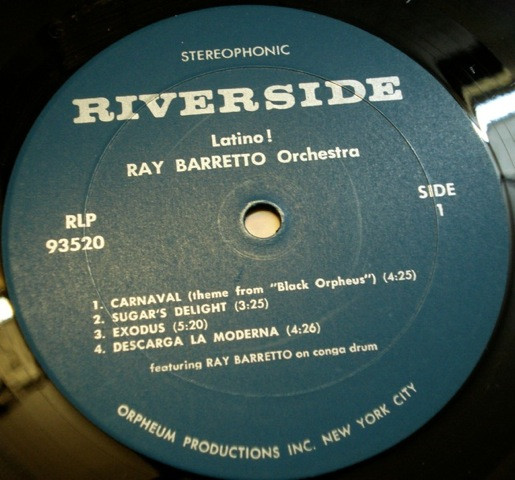 STEREOPHONIC
RIVERSIDE
Latino!
RAY BARRETTO Orchestra
RLP
93520
SIDE
1
1. CARNAVAL (theme from "Black Orpheus") (4:25)
2. SUGAR'S DELIGHT (3:25)
3. EXODUS (5:20)
4. DESCARGA LA MODERNA (4:26)
featuring RAY BARRETTO on conga drum
ORPHEUM PRODUCTIONS INC. NEW YORK CITY